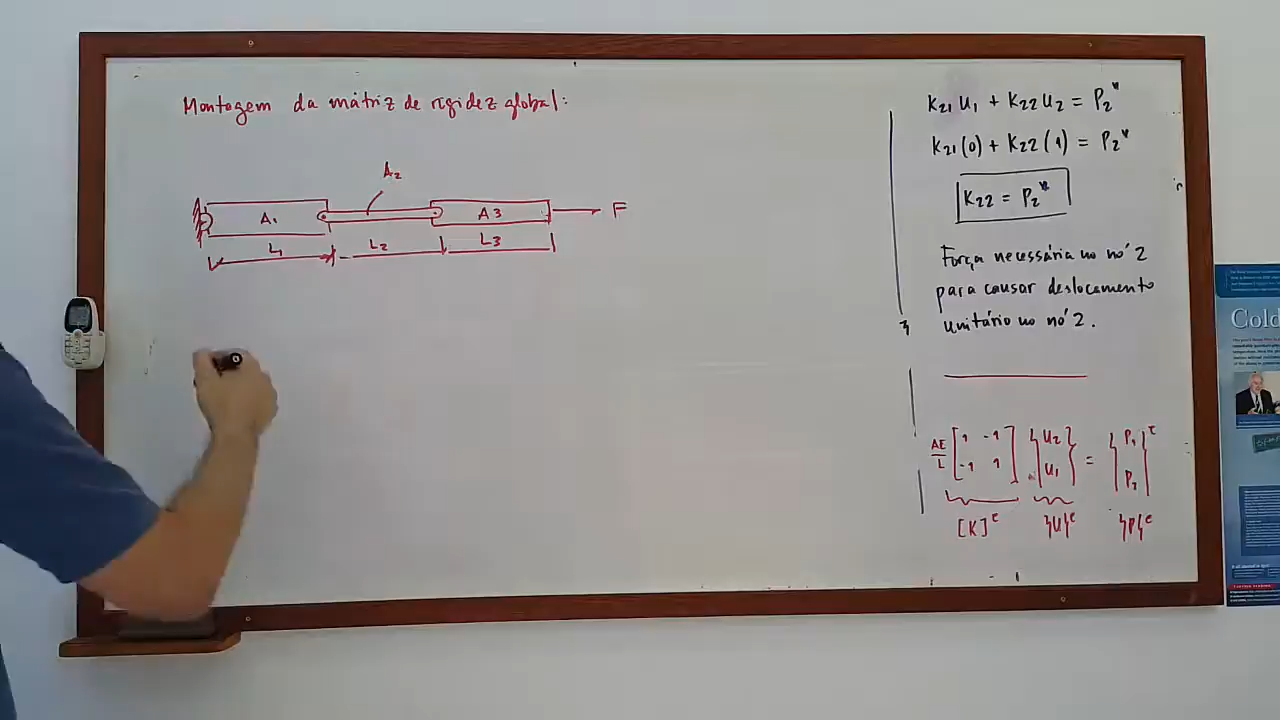 Montagem da mátriz de rigidez global:
A2
A1
A3
F
L1
L2
L3
K21 U1 + K22 U2 = P2*
K21 (0) + K22 (1) = P2*
K22 = P2*
Força necessária no nó 2
para causar deslocamento
unitário no nó 2.
AE/L [1 -1; -1 1] {U2; U1} = {P1; P2}e
[K]e {U}e {P}e
Cold